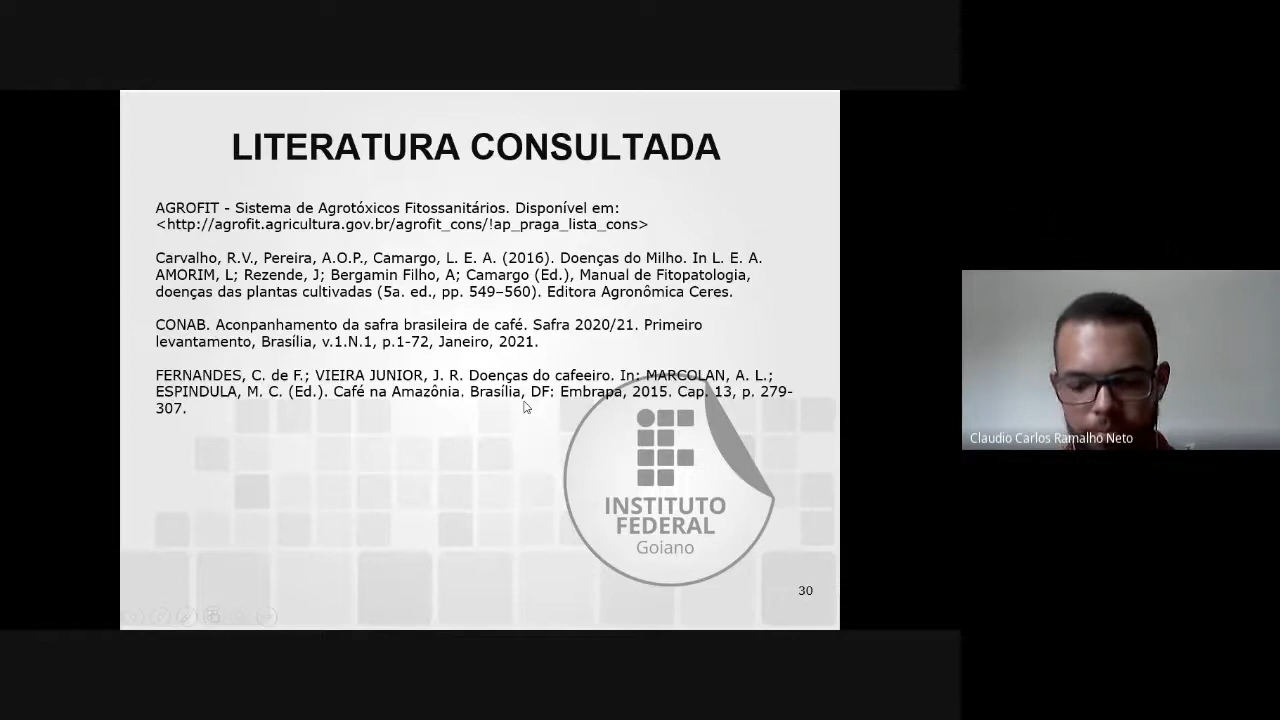 LITERATURA CONSULTADA
AGROFIT - Sistema de Agrotóxicos Fitossanitários. Disponível em:
<http://agrofit.agricultura.gov.br/agrofit_cons/!ap_praga_lista_cons>
Carvalho, R.V., Pereira, A.O.P., Camargo, L. E. A. (2016). Doenças do Milho. In L. E. A.
AMORIM, L; Rezende, J; Bergamin Filho, A; Camargo (Ed.), Manual de Fitopatologia,
doenças das plantas cultivadas (5a. ed., pp. 549–560). Editora Agronômica Ceres.
CONAB. Aconpanhamento da safra brasileira de café. Safra 2020/21. Primeiro
levantamento, Brasília, v.1.N.1, p.1-72, Janeiro, 2021.
FERNANDES, C. de F.; VIEIRA JUNIOR, J. R. Doenças do cafeeiro. In: MARCOLAN, A. L.;
ESPINDULA, M. C. (Ed.). Café na Amazônia. Brasília, DF: Embrapa, 2015. Cap. 13, p. 279-
307.
INSTITUTO
FEDERAL
Goiano
30
Claudio Carlos Ramalho Neto